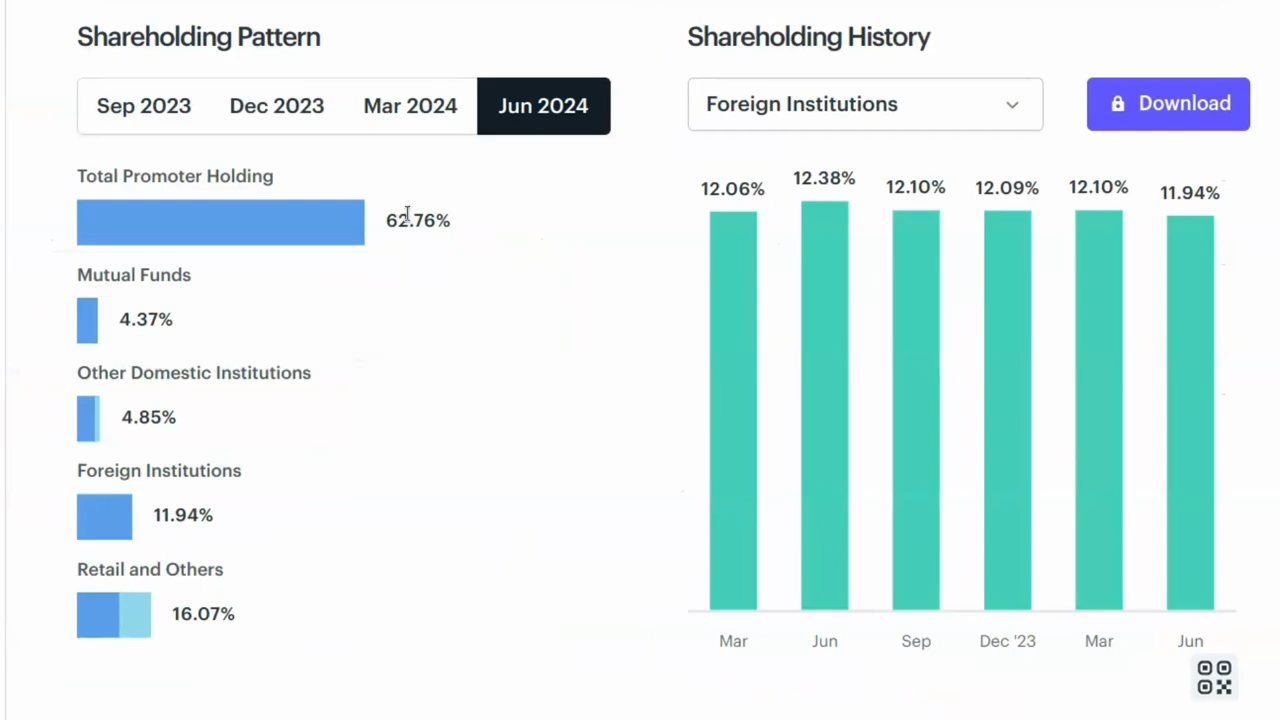 Shareholding Pattern
Sep 2023 Dec 2023 Mar 2024 Jun 2024
Total Promoter Holding
62.76%
Mutual Funds
4.37%
Other Domestic Institutions
4.85%
Foreign Institutions
11.94%
Retail and Others
16.07%
Shareholding History
Foreign Institutions
Download
12.06% 12.38% 12.10% 12.09% 12.10% 11.94%
Mar Jun Sep Dec '23 Mar Jun